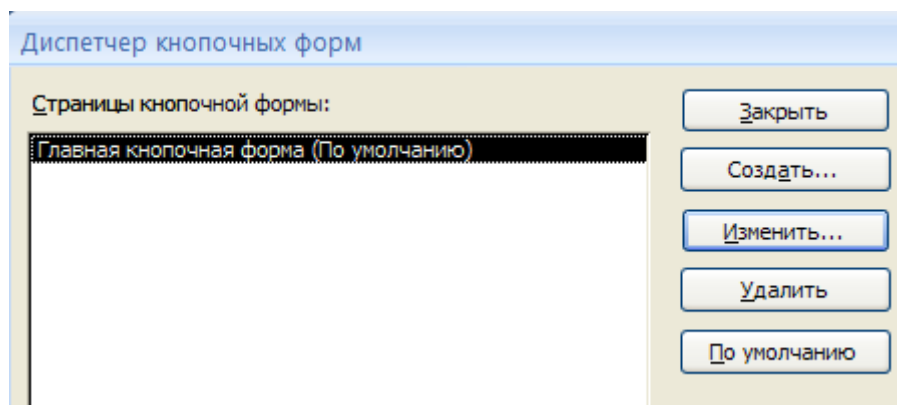 Диспетчер кнопочных форм
Страницы кнопочной формы:
Главная кнопочная форма (По умолчанию)
Закрыть
Создать...
Изменить...
Удалить
По умолчанию